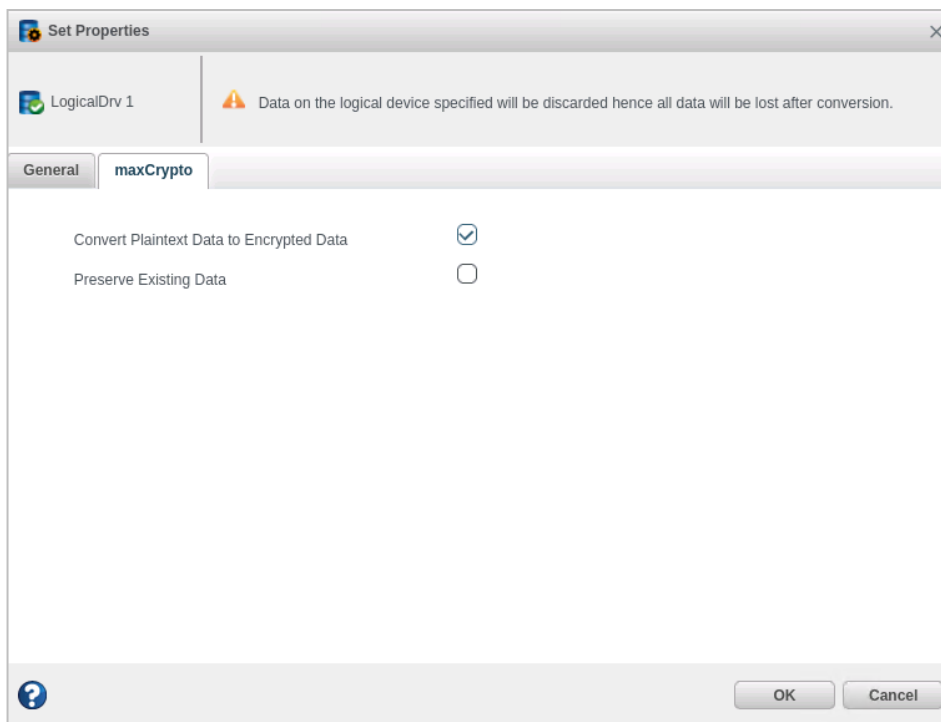 Set Properties
LogicalDrv 1
Data on the logical device specified will be discarded hence all data will be lost after conversion.
General
maxCrypto
Convert Plaintext Data to Encrypted Data
Preserve Existing Data
?
OK
Cancel